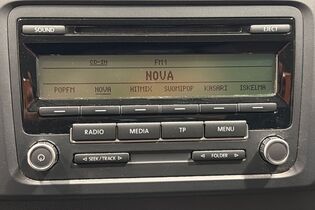 SOUND EJECT
CD-IN FM1
NOVA
POPFM NOVA HITMIX SUOMIPOP KASARI ISKELMA
RADIO MEDIA TP MENU
SEEK / TRACK FOLDER